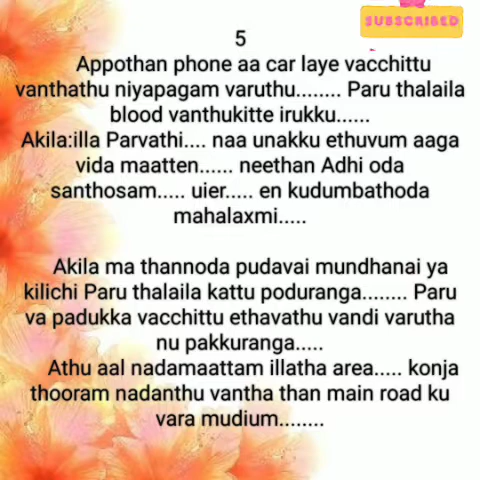 SUBSCRIBED
5
Appothan phone aa car laye vacchittu
vanthathu niyapagam varuthu........ Paru thalaila
blood vanthukitte irukku......
Akila:illa Parvathi.... naa unakku ethuvum aaga
vida maatten...... neethan Adhi oda
santhosam..... uier..... en kudumbathoda
mahalaxmi.....
Akila ma thannoda pudavai mundhanai ya
kilichi Paru thalaila kattu poduranga........ Paru
va padukka vacchittu ethavathu vandi varutha
nu pakkuranga.....
Athu aal nadamaattam illatha area..... konja
thooram nadanthu vantha than main road ku
vara mudium........